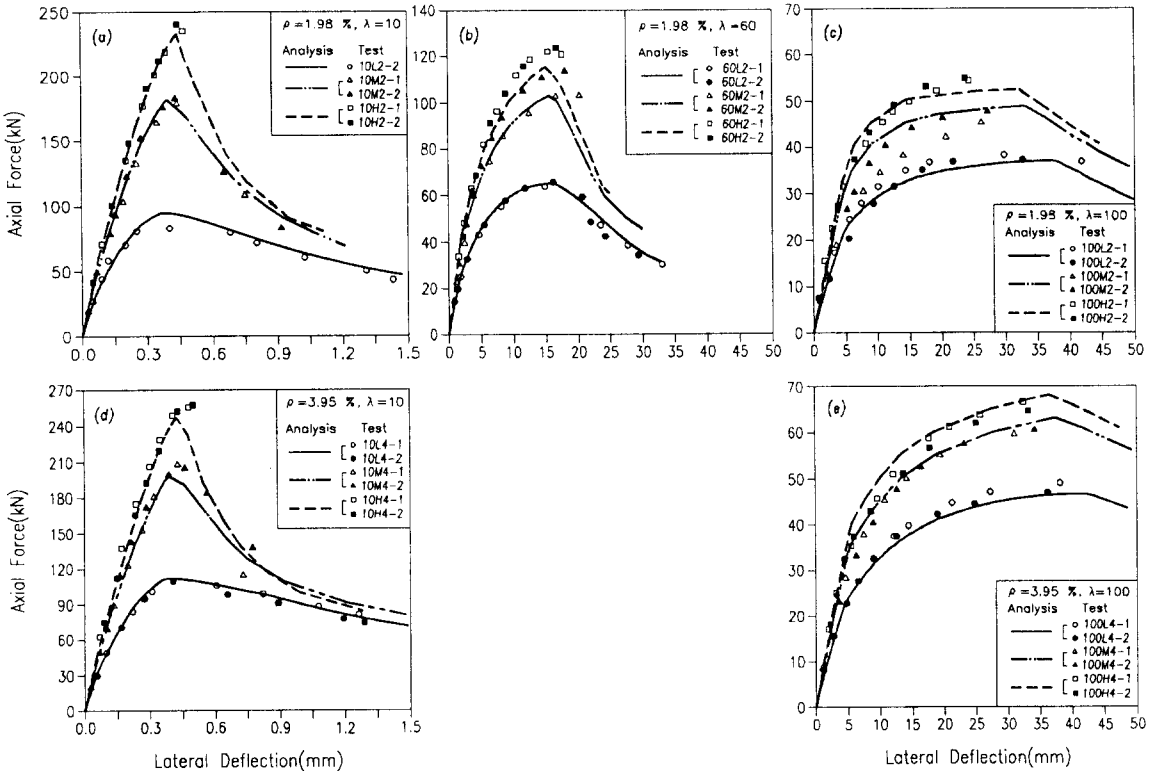 (a)
ρ=1.98 %, λ=10
Analysis Test
10L2-2
10M2-1
10M2-2
10H2-1
10H2-2
250
200
150
100
50
0
0.0 0.3 0.6 0.9 1.2 1.5
Axial Force(kN)
(b)
ρ=1.98 %, λ=60
Analysis Test
60L2-1
60L2-2
60M2-1
60M2-2
60H2-1
60H2-2
140
120
100
80
60
40
20
0
0 5 10 15 20 25 30 35 40 45 50
(c)
70
60
50
40
30
20
10
0
0 5 10 15 20 25 30 35 40 45 50
ρ=1.98 %, λ=100
Analysis Test
100L2-1
100L2-2
100M2-1
100M2-2
100H2-1
100H2-2
(d)
ρ=3.95 %, λ=10
Analysis Test
10L4-1
10L4-2
10M4-1
10M4-2
10H4-1
10H4-2
270
240
210
180
150
120
90
60
30
0
0.0 0.3 0.6 0.9 1.2 1.5
Axial Force(kN)
Lateral Deflection(mm)
(e)
70
60
50
40
30
20
10
0
0 5 10 15 20 25 30 35 40 45 50
ρ=3.95 %, λ=100
Analysis Test
100L4-1
100L4-2
100M4-1
100M4-2
100H4-1
100H4-2
Lateral Deflection(mm)